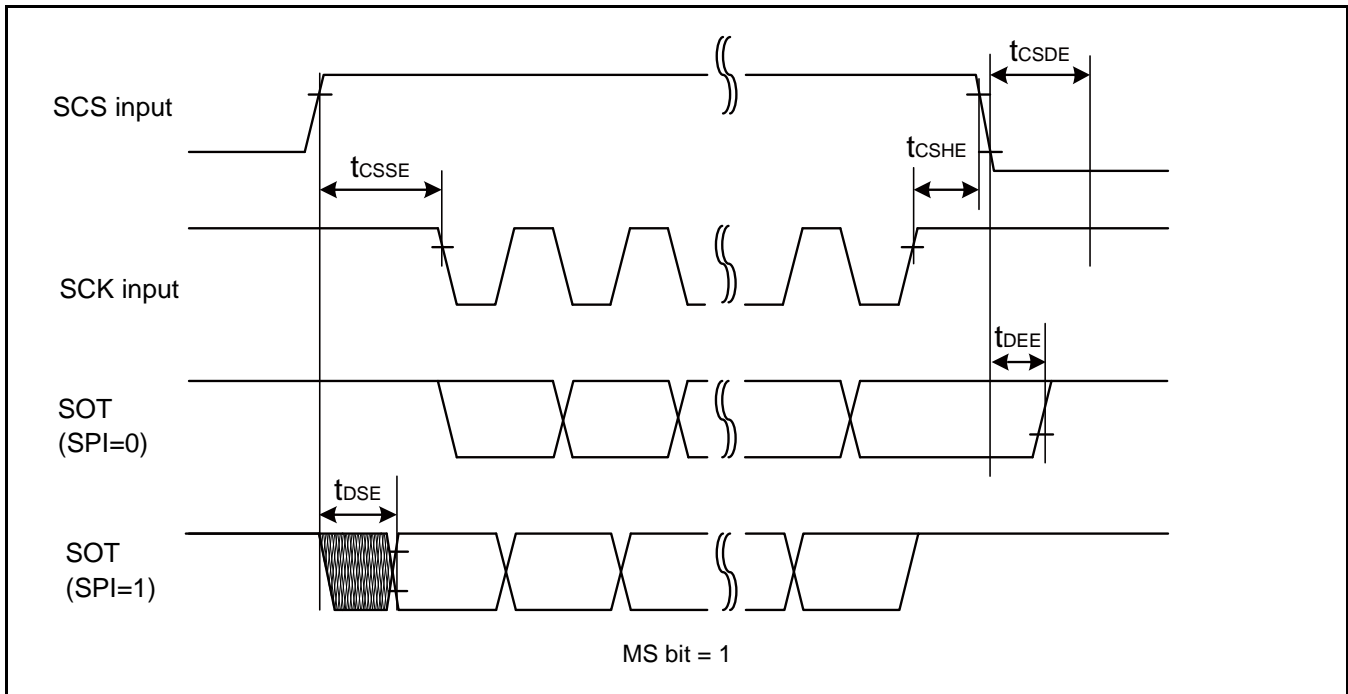 tCSDE
SCS input
tCSHE
tCSSE
SCK input
tDEE
SOT
(SPI=0)
tDSE
SOT
(SPI=1)
MS bit = 1